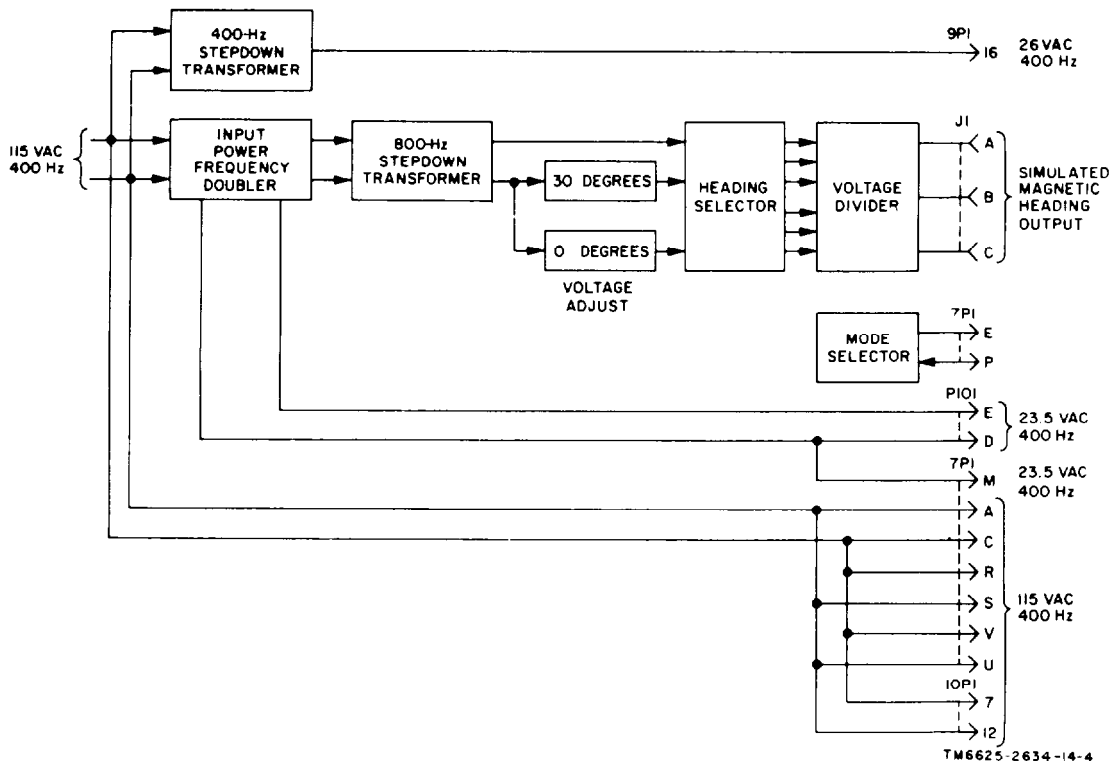 400-Hz
STEPDOWN
TRANSFORMER
9P1
16
26 VAC
400 Hz
115 VAC
400 Hz
INPUT
POWER
FREQUENCY
DOUBLER
800-Hz
STEPDOWN
TRANSFORMER
30 DEGREES
0 DEGREES
VOLTAGE
ADJUST
HEADING
SELECTOR
VOLTAGE
DIVIDER
J1
A
B
C
SIMULATED
MAGNETIC
HEADING
OUTPUT
MODE
SELECTOR
7P1
E
P
P101
E
D
23.5 VAC
400 Hz
7P1
M
23.5 VAC
400 Hz
A
C
R
S
V
U
115 VAC
400 Hz
10P1
7
12
TM6625-2634-14-4